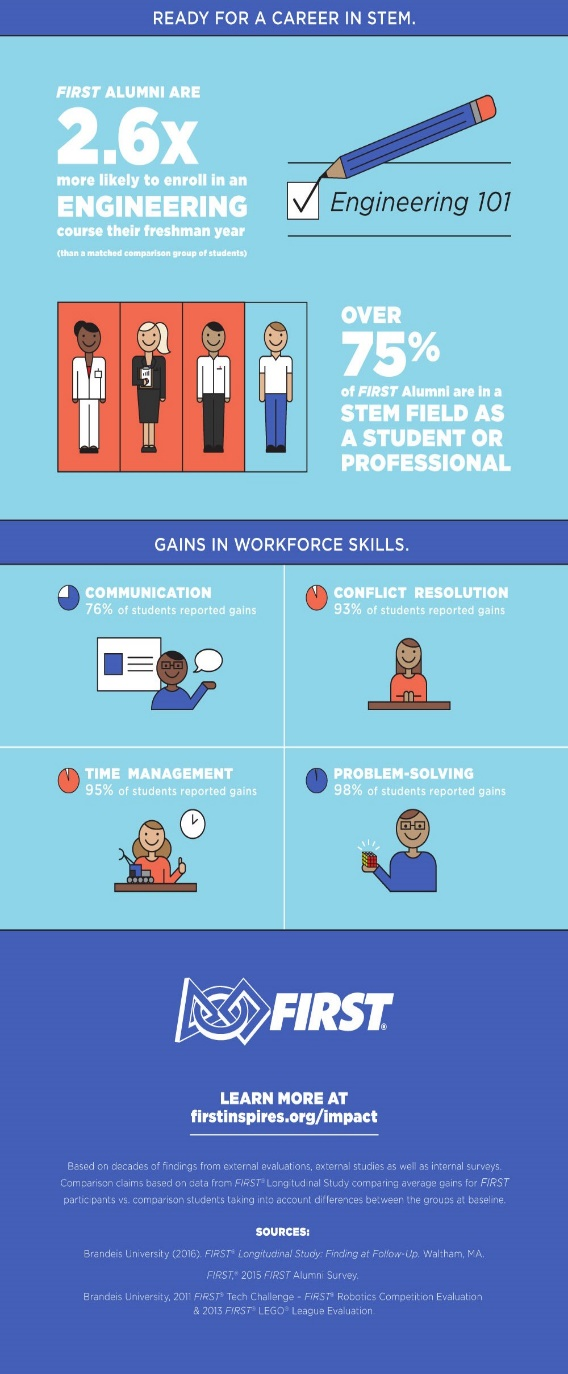 READY FOR A CAREER IN STEM.
FIRST ALUMNI ARE
2.6x
more likely to enroll in an
ENGINEERING
course their freshman year
(than a matched comparison group of students)
Engineering 101
OVER
75%
of FIRST Alumni are in a
STEM FIELD AS
A STUDENT OR
PROFESSIONAL
GAINS IN WORKFORCE SKILLS.
COMMUNICATION
76% of students reported gains
CONFLICT RESOLUTION
93% of students reported gains
TIME MANAGEMENT
95% of students reported gains
PROBLEM-SOLVING
98% of students reported gains
FIRST®
LEARN MORE AT
firstinspires.org/impact
Based on decades of findings from external evaluations, external studies as well as internal surveys.
Comparison claims based on data from FIRST® Longitudinal Study comparing average gains for FIRST
participants vs. comparison students taking into account differences between the groups at baseline.
SOURCES:
Brandeis University (2016). FIRST® Longitudinal Study: Finding at Follow-Up. Waltham, MA.
FIRST,® 2015 FIRST Alumni Survey.
Brandeis University, 2011 FIRST® Tech Challenge – FIRST® Robotics Competition Evaluation
& 2013 FIRST® LEGO® League Evaluation.